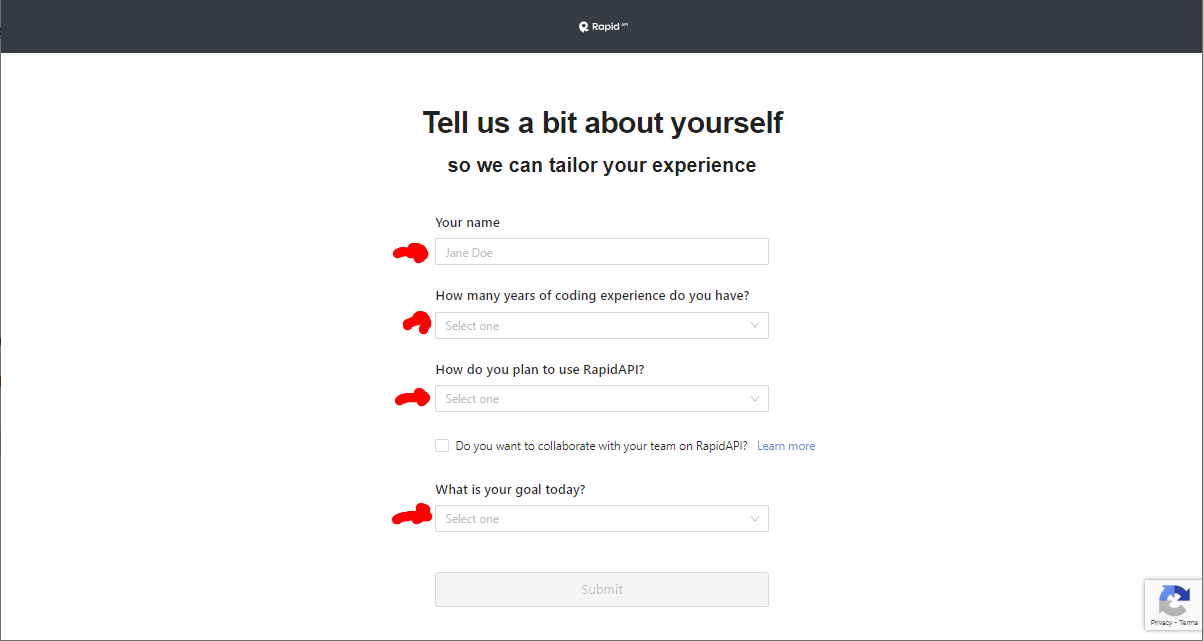 Rapid API
Tell us a bit about yourself
so we can tailor your experience
Your name
Jane Doe
How many years of coding experience do you have?
Select one
How do you plan to use RapidAPI?
Select one
Do you want to collaborate with your team on RapidAPI? Learn more
What is your goal today?
Select one
Submit
Privacy - Terms